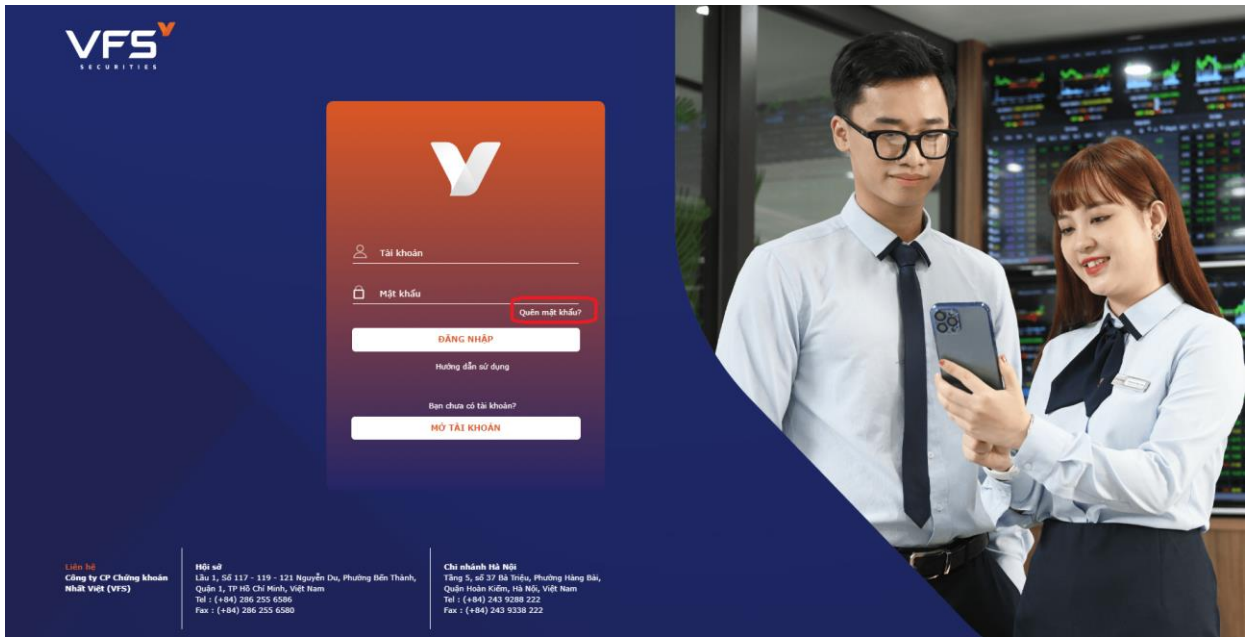 VFS
SECURITIES
Tài khoản
Mật khẩu
Quên mật khẩu?
ĐĂNG NHẬP
Hướng dẫn sử dụng
Bạn chưa có tài khoản?
MỞ TÀI KHOẢN
Liên hệ
Công ty CP Chứng khoán
Nhất Việt (VFS)
Hội sở
Lầu 1, Số 117 - 119 - 121 Nguyễn Du, Phường Bến Thành,
Quận 1, TP Hồ Chí Minh, Việt Nam
Tel : (+84) 286 255 6586
Fax : (+84) 286 255 6580
Chi nhánh Hà Nội
Tầng 5, số 37 Bà Triệu, Phường Hàng Bài,
Quận Hoàn Kiếm, Hà Nội, Việt Nam
Tel : (+84) 243 9288 222
Fax : (+84) 243 9338 222